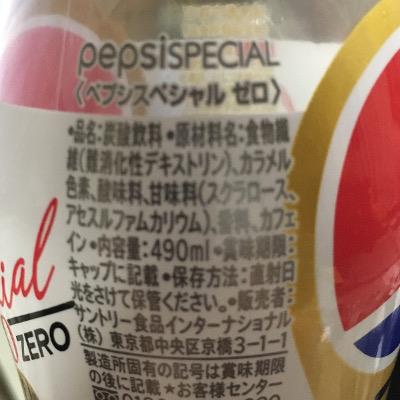 pepsiSPECIAL
〈ペプシスペシャル ゼロ〉
•品名:炭酸飲料•原材料名:食物繊
維(難消化性デキストリン)、カラメル
色素、酸味料、甘味料(スクラロース、
アセスルファムカリウム)、香料、カフェ
イン•内容量:490ml•賞味期限:
キャップに記載•保存方法:直射日
光をさけて保管ください。•販売者:
サントリー食品インターナショナル
(株) 東京都中央区京橋3-1-1
製造所固有の記号は賞味期限
の後に記載★お客様センター
cial
ZERO